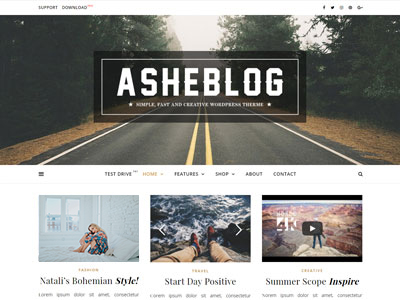 SUPPORT DOWNLOAD
ASHEBLOG
SIMPLE, FAST AND CREATIVE WORDPRESS THERME
TEST DRIVE HOME FEATURES SHOP ABOUT CONTACT
4K
FASHION
Natali's Bohemian Style!
Lorem ipsum dolor sit amet, consectetur
TRAVEL
Start Day Positive
Lorem ipsum dolor sit amet, consectetur
CREATIVE
Summer Scope Inspire
Lorem ipsum dolor sit amet, consectetur